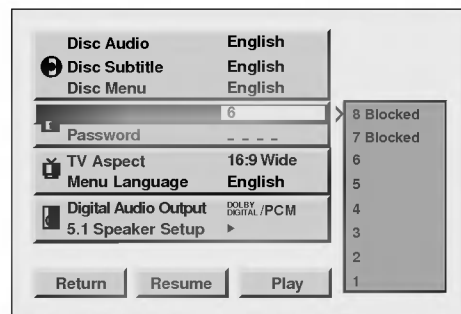 Disc Audio English
Disc Subtitle English
Disc Menu English
6
Password _ _ _ _
TV Aspect 16:9 Wide
Menu Language English
Digital Audio Output DOLBY DIGITAL /PCM
5.1 Speaker Setup
Return Resume Play
8 Blocked
7 Blocked
6
5
4
3
2
1